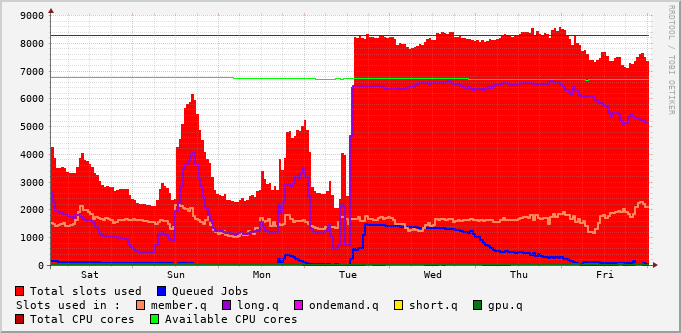 9000
8000
7000
6000
5000
4000
3000
2000
1000
0
Sat Sun Mon Tue Wed Thu Fri
RRDTOOL / TOBI OETIKER
Total slots used Queued Jobs
Slots used in : member.q long.q ondemand.q short.q gpu.q
Total CPU cores Available CPU cores